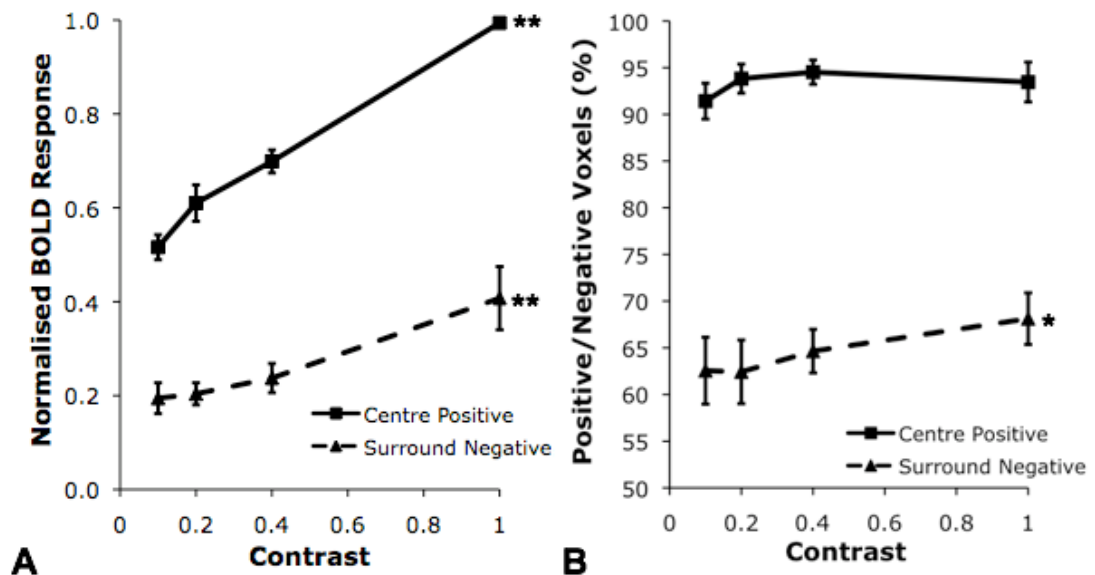 Normalised BOLD Response
1.0
0.8
0.6
0.4
0.2
0.0
**
**
Centre Positive
Surround Negative
0 0.2 0.4 0.6 0.8 1
Contrast
A
Positive/Negative Voxels (%)
100
95
90
85
80
75
70
65
60
55
50
*
Centre Positive
Surround Negative
0 0.2 0.4 0.6 0.8 1
Contrast
B